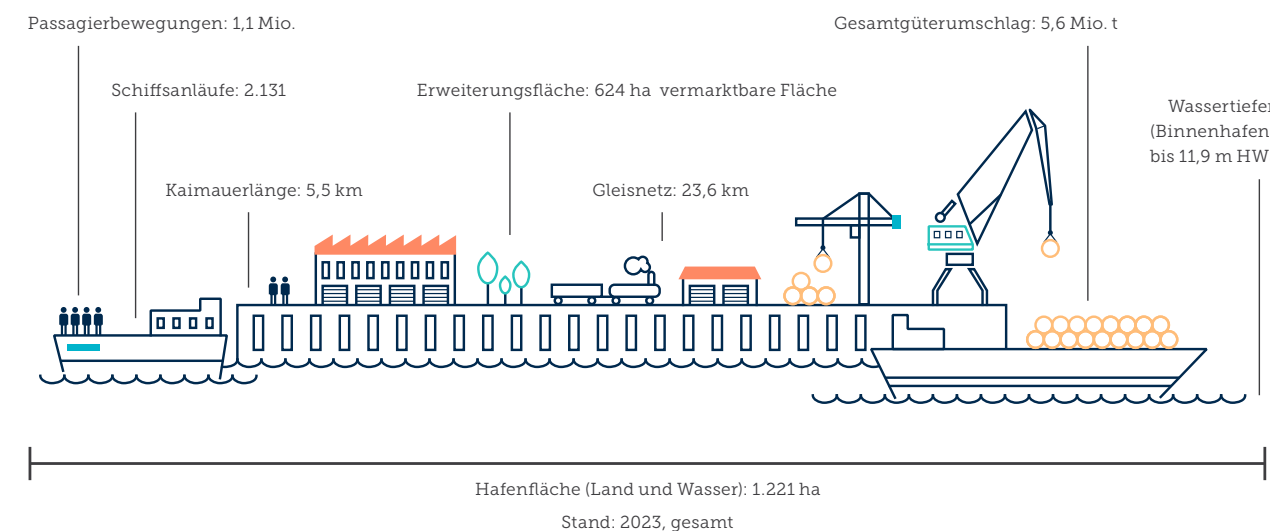 Passagierbewegungen: 1,1 Mio.
Gesamtgüterumschlag: 5,6 Mio. t
Schiffsanläufe: 2.131
Erweiterungsfläche: 624 ha vermarktbare Fläche
(Binnenhafen
bis 11,9 m HW
Kaimauerlänge: 5,5 km
Gleisnetz: 23,6 km
Hafenfläche (Land und Wasser): 1.221 ha
Stand: 2023, gesamt